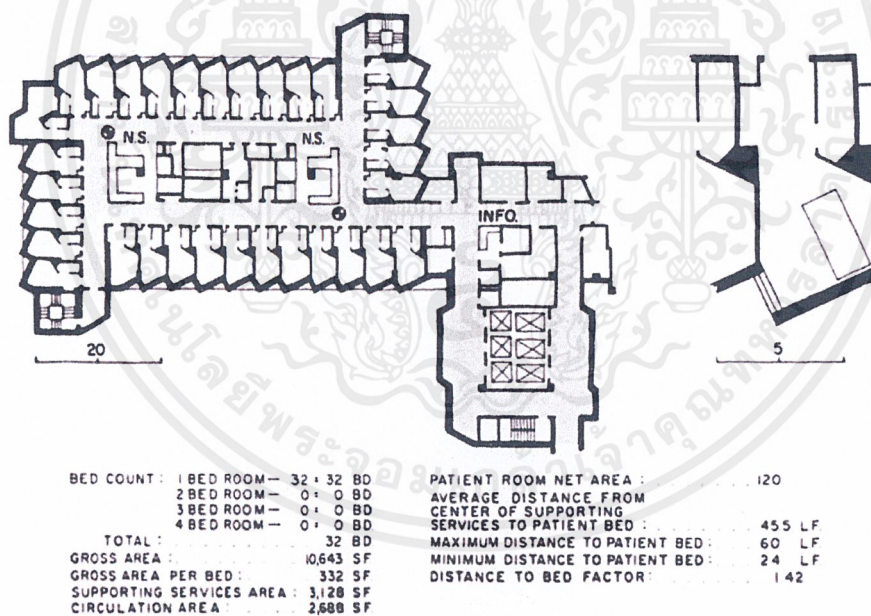 N.S.
N.S.
INFO.
20
5
BED COUNT : 1 BED ROOM — 32 : 32 BD
2 BED ROOM — 0 : 0 BD
3 BED ROOM — 0 : 0 BD
4 BED ROOM — 0 : 0 BD
TOTAL : 32 BD
GROSS AREA : 10,643 SF
GROSS AREA PER BED : 332 SF
SUPPORTING SERVICES AREA : 3,128 SF
CIRCULATION AREA : 2,688 SF
PATIENT ROOM NET AREA : 120
AVERAGE DISTANCE FROM
CENTER OF SUPPORTING
SERVICES TO PATIENT BED : 455 LF
MAXIMUM DISTANCE TO PATIENT BED : 60 LF
MINIMUM DISTANCE TO PATIENT BED : 24 LF
DISTANCE TO BED FACTOR : 1.42